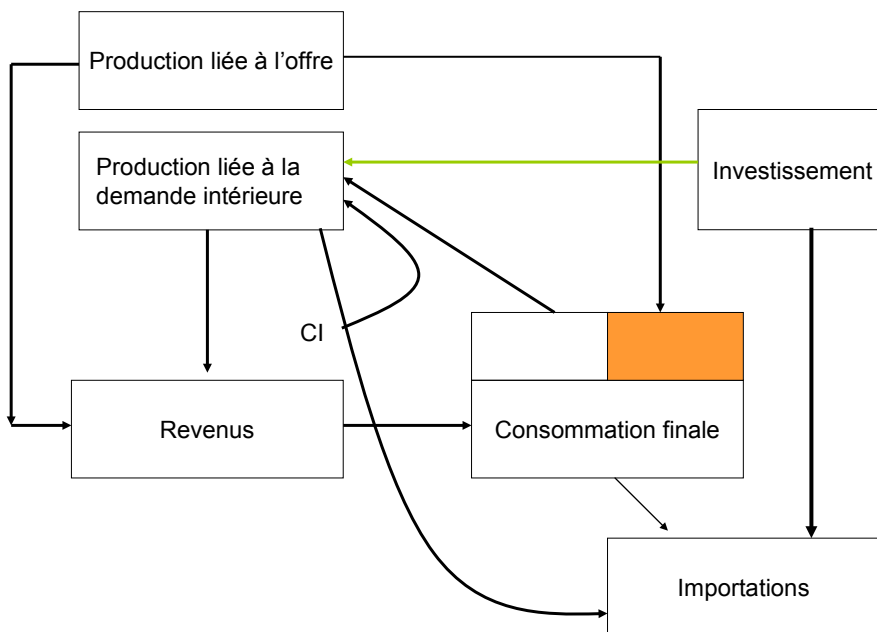 Production liée à l’offre
Production liée à la
demande intérieure
Investissement
CI
Revenus
Consommation finale
Importations